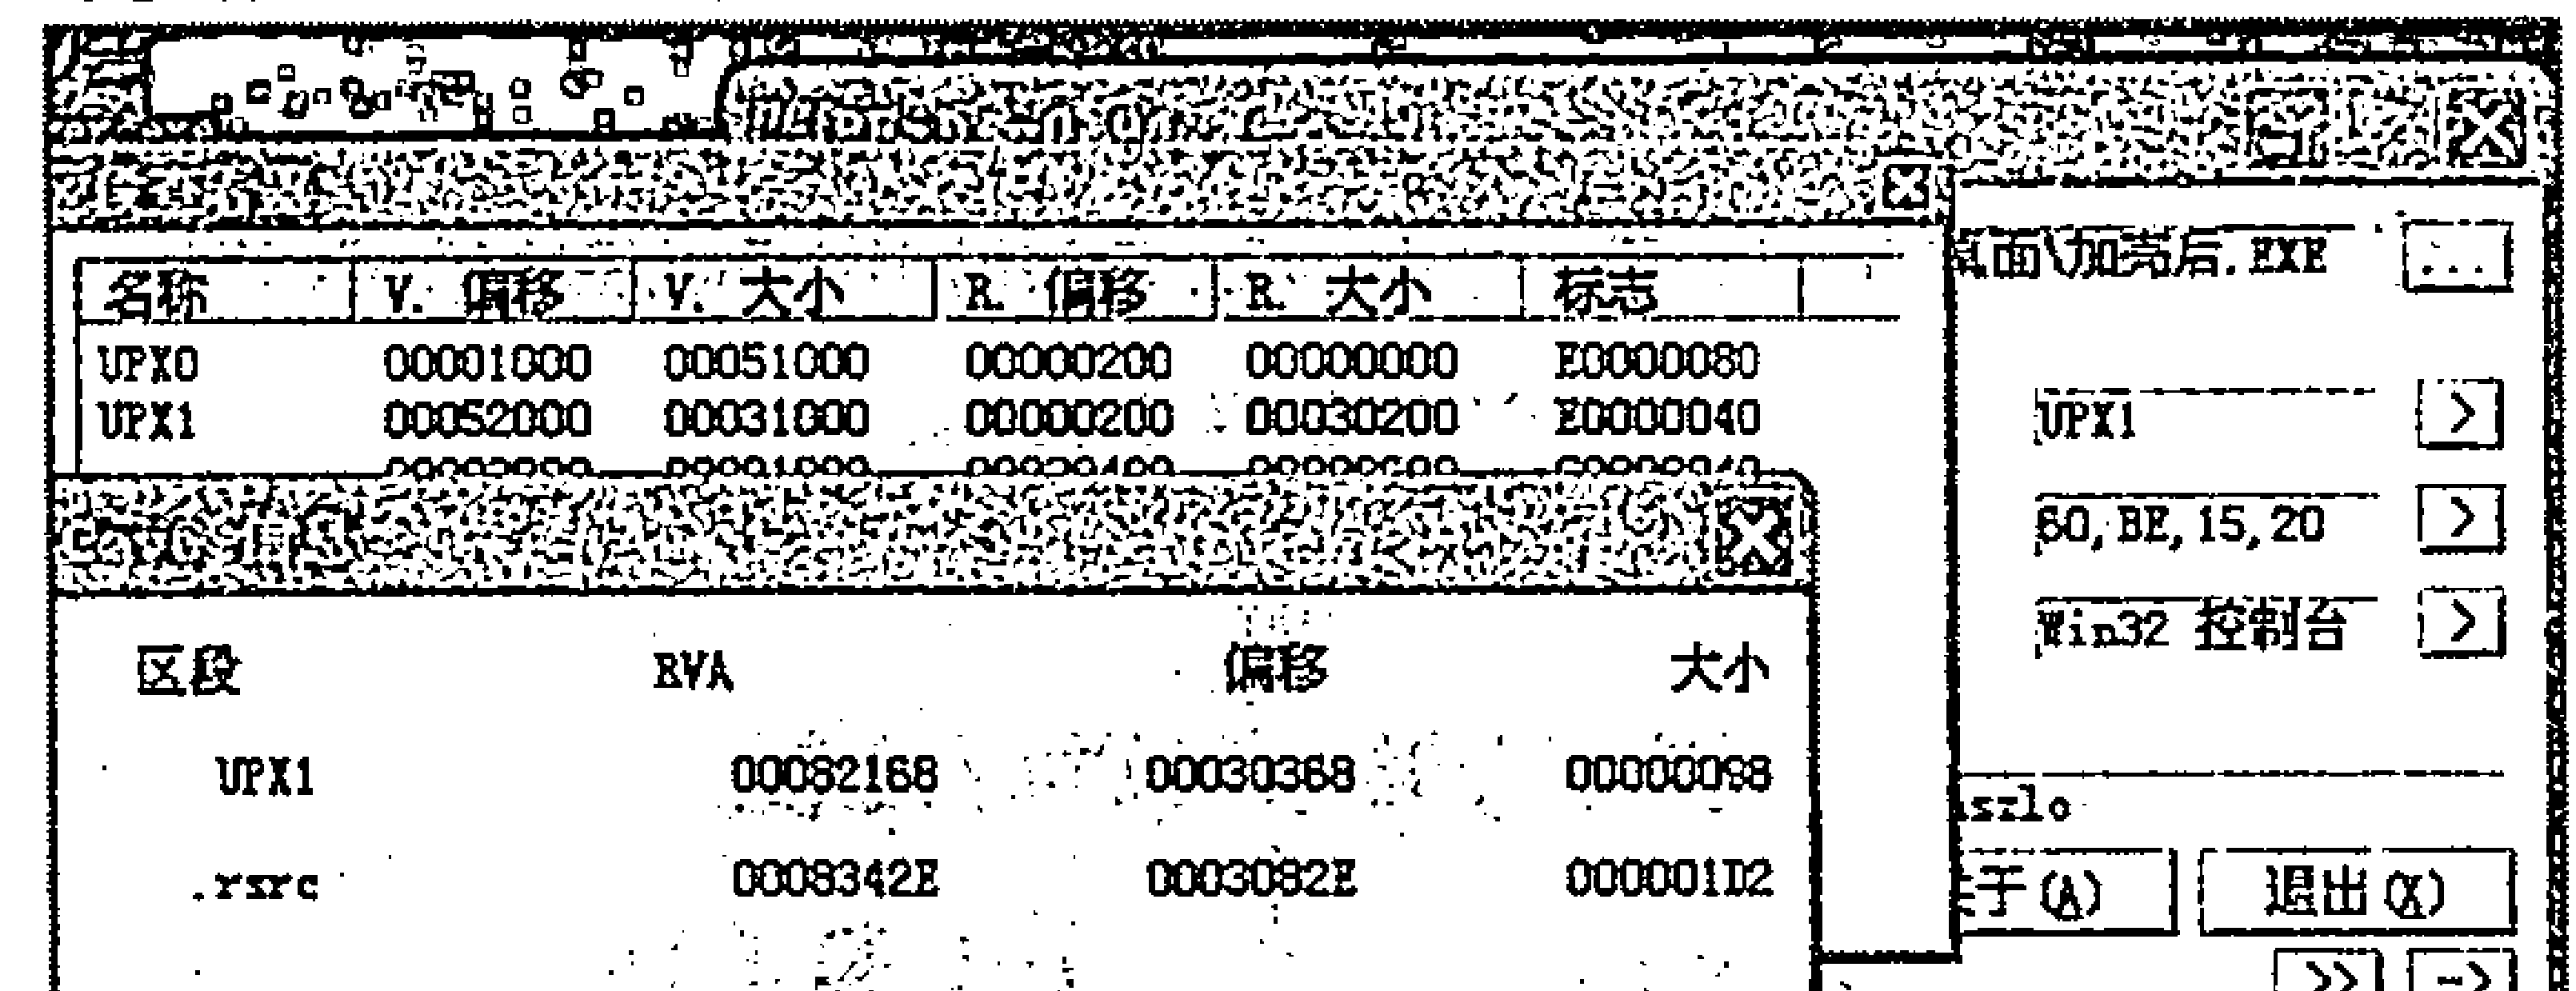 桌面\加壳后.EXE ...
名称 V. 偏移 V. 大小 R. 偏移 R. 大小 标志
UPX0 00001000 00051000 00000200 00000000 E0000080
UPX1 00052000 00031000 00000200 00030200 E0000040
UPX1 >
60,BE,15,20 >
Win32 控制台 >
区段 RVA 偏移 大小
UPX1 00082168 00030368 00000098
.rsrc 0008342E 0003082E 000001D2
szlo
于(A) 退出(X)
>> ->